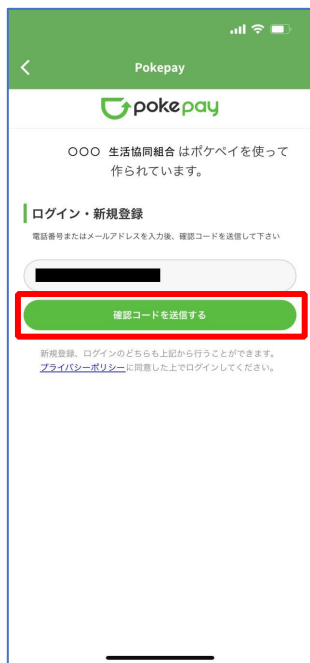 Pokepay
pokepay
○○○ 生活協同組合 はポケペイを使って
作られています。
ログイン・新規登録
電話番号またはメールアドレスを入力後、確認コードを送信して下さい
確認コードを送信する
新規登録、ログインのどちらも上記から行うことができます。
プライバシーポリシーに同意した上でログインしてください。